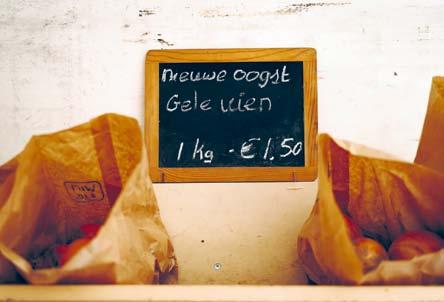 nieuwe oogst
Gele uien
1 kg - €1.50